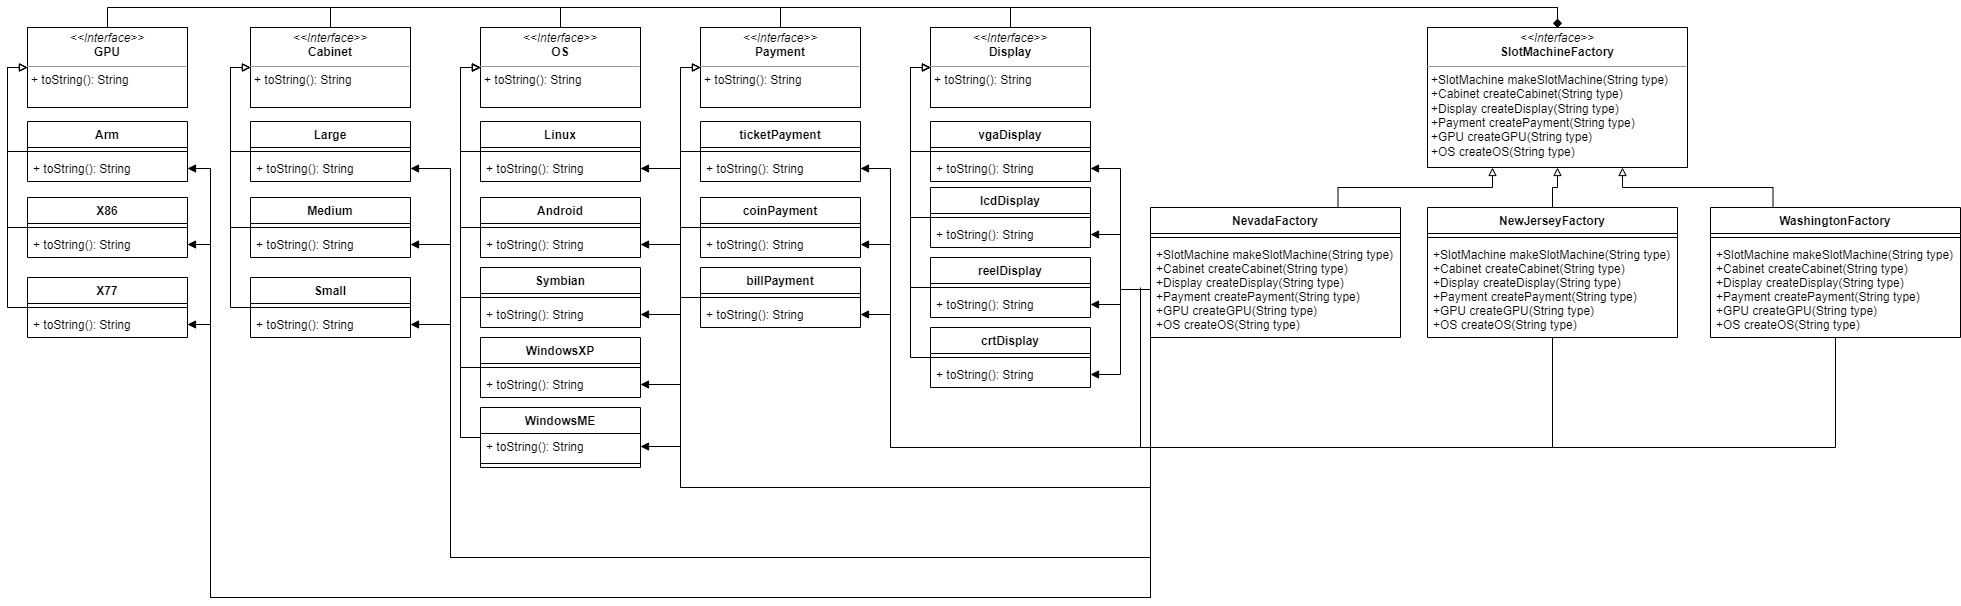 <<Interface>>
GPU
+ toString(): String
Arm
+ toString(): String
X86
+ toString(): String
X77
+ toString(): String
<<Interface>>
Cabinet
+ toString(): String
Large
+ toString(): String
Medium
+ toString(): String
Small
+ toString(): String
<<Interface>>
OS
+ toString(): String
Linux
+ toString(): String
Android
+ toString(): String
Symbian
+ toString(): String
WindowsXP
+ toString(): String
WindowsME
+ toString(): String
<<Interface>>
Payment
+ toString(): String
ticketPayment
+ toString(): String
coinPayment
+ toString(): String
billPayment
+ toString(): String
<<Interface>>
Display
+ toString(): String
vgaDisplay
+ toString(): String
lcdDisplay
+ toString(): String
reelDisplay
+ toString(): String
crtDisplay
+ toString(): String
<<Interface>>
SlotMachineFactory
+SlotMachine makeSlotMachine(String type)
+Cabinet createCabinet(String type)
+Display createDisplay(String type)
+Payment createPayment(String type)
+GPU createGPU(String type)
+OS createOS(String type)
NevadaFactory
+SlotMachine makeSlotMachine(String type)
+Cabinet createCabinet(String type)
+Display createDisplay(String type)
+Payment createPayment(String type)
+GPU createGPU(String type)
+OS createOS(String type)
NewJerseyFactory
+SlotMachine makeSlotMachine(String type)
+Cabinet createCabinet(String type)
+Display createDisplay(String type)
+Payment createPayment(String type)
+GPU createGPU(String type)
+OS createOS(String type)
WashingtonFactory
+SlotMachine makeSlotMachine(String type)
+Cabinet createCabinet(String type)
+Display createDisplay(String type)
+Payment createPayment(String type)
+GPU createGPU(String type)
+OS createOS(String type)